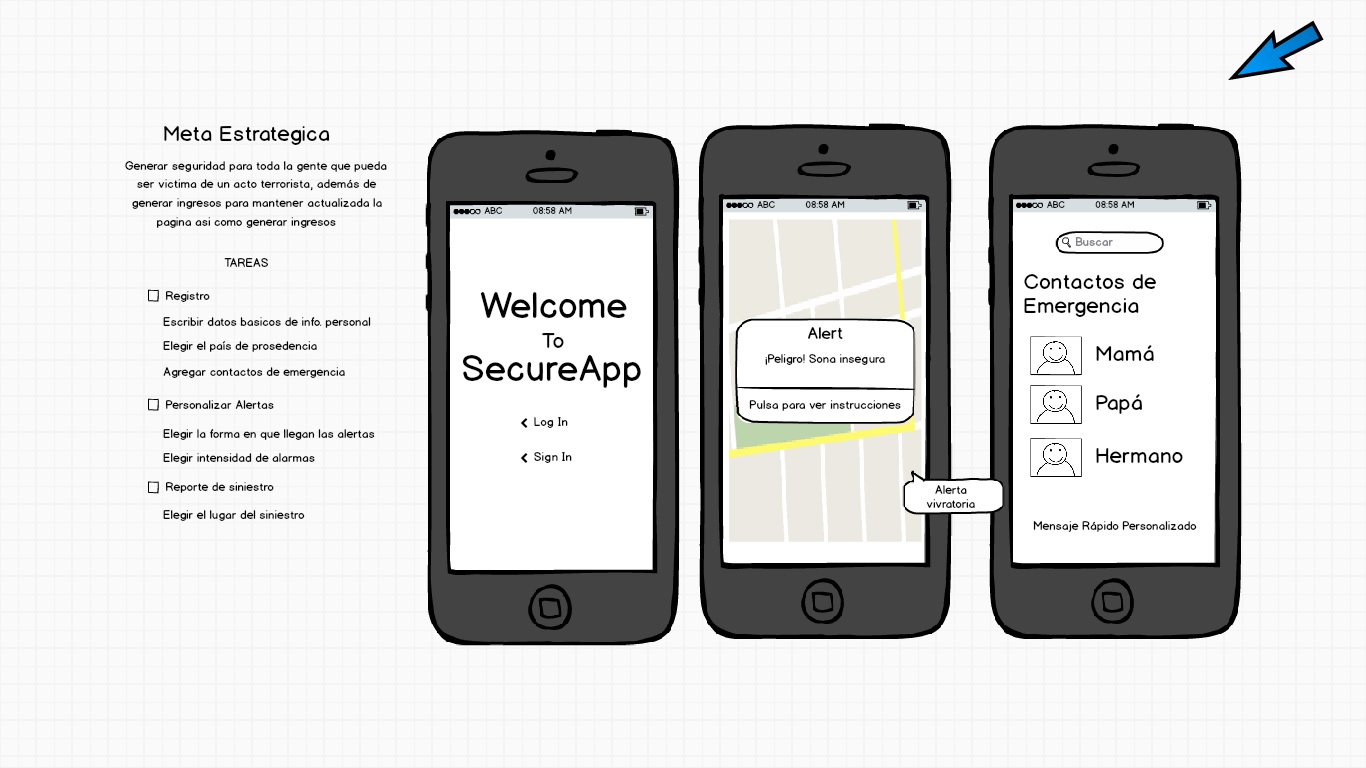 Meta Estrategica
Generar seguridad para toda la gente que pueda
ser victima de un acto terrorista, además de
generar ingresos para mantener actualizada la
pagina asi como generar ingresos
TAREAS
Registro
Escribir datos basicos de info. personal
Elegir el país de prosedencia
Agregar contactos de emergencia
Personalizar Alertas
Elegir la forma en que llegan las alertas
Elegir intensidad de alarmas
Reporte de siniestro
Elegir el lugar del siniestro
ABC 08:58 AM
Welcome
To
SecureApp
Log In
Sign In
ABC 08:58 AM
Alert
¡Peligro! Sona insegura
Pulsa para ver instrucciones
Alerta
vivratoria
ABC 08:58 AM
Buscar
Contactos de
Emergencia
Mamá
Papá
Hermano
Mensaje Rápido Personalizado